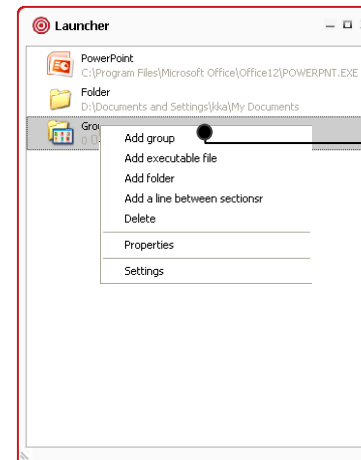 Launcher
PowerPoint
C:\Program Files\Microsoft Office\Office12\POWERPNT.EXE
Folder
D:\Documents and Settings\kka\My Documents
Grou
Add group
Add executable file
Add folder
Add a line between sectionsr
Delete
Properties
Settings